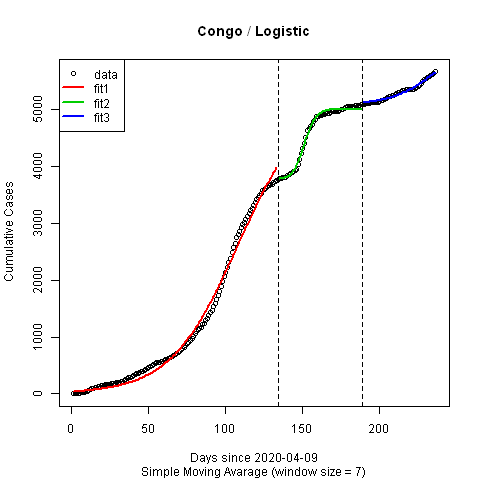 Congo / Logistic
data
fit1
fit2
fit3
Cumulative Cases
0
1000
2000
3000
4000
5000
0
50
100
150
200
Days since 2020-04-09
Simple Moving Avarage (window size = 7)